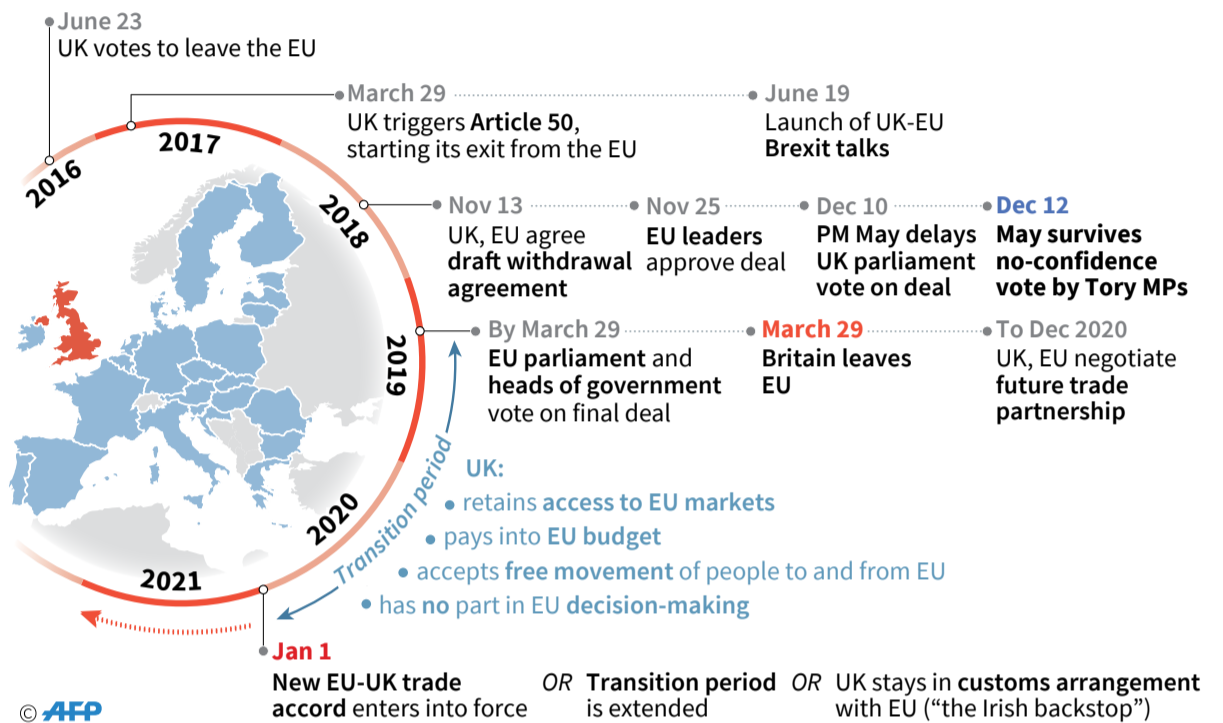 June 23
UK votes to leave the EU
March 29
UK triggers Article 50,
starting its exit from the EU
June 19
Launch of UK-EU
Brexit talks
2016
2017
2018
Nov 13
UK, EU agree
draft withdrawal
agreement
Nov 25
EU leaders
approve deal
Dec 10
PM May delays
UK parliament
vote on deal
Dec 12
May survives
no-confidence
vote by Tory MPs
2019
By March 29
EU parliament and
heads of government
vote on final deal
March 29
Britain leaves
EU
To Dec 2020
UK, EU negotiate
future trade
partnership
2020
Transition period
UK:
• retains access to EU markets
• pays into EU budget
• accepts free movement of people to and from EU
• has no part in EU decision-making
2021
Jan 1
New EU-UK trade
accord enters into force
OR
Transition period
is extended
OR
UK stays in customs arrangement
with EU (“the Irish backstop”)
© AFP